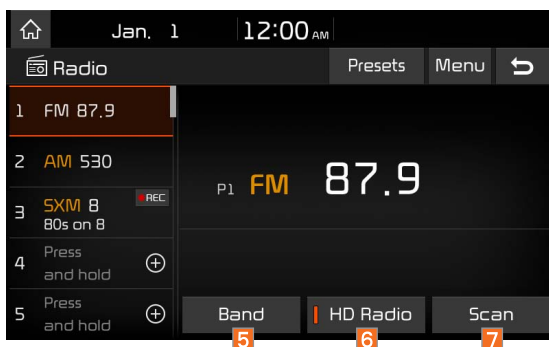 Jan. 1 12:00 AM
Radio Presets Menu
1 FM 87.9
2 AM 530
3 SXM 8 REC
80s on 8
4 Press
and hold
5 Press
and hold
P1 FM 87.9
Band HD Radio Scan
5 6 7